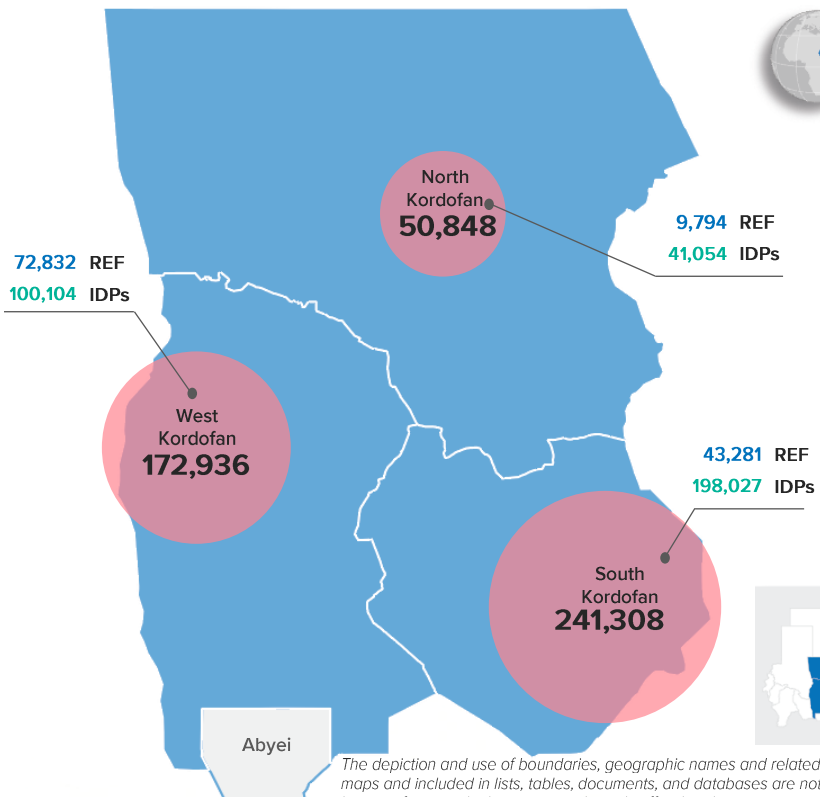 North
Kordofan
50,848
9,794 REF
41,054 IDPs
72,832 REF
100,104 IDPs
West
Kordofan
172,936
43,281 REF
198,027 IDPs
South
Kordofan
241,308
Abyei
The depiction and use of boundaries, geographic names and related
maps and included in lists, tables, documents, and databases are not